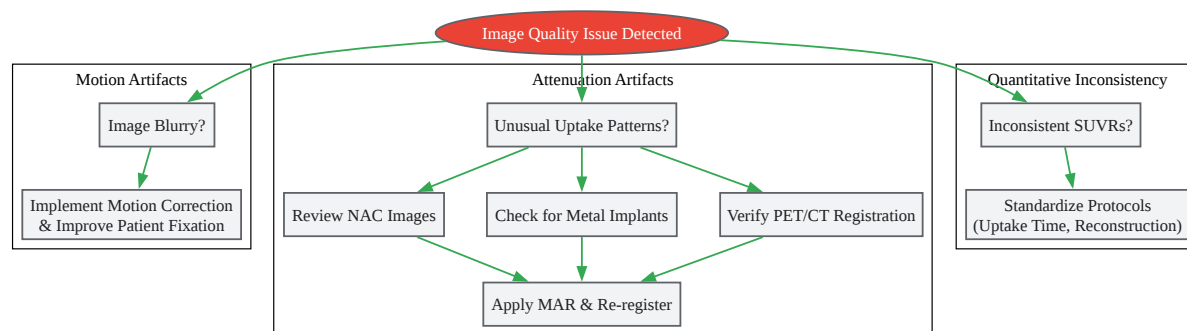 Image Quality Issue Detected
Motion Artifacts
Attenuation Artifacts
Quantitative Inconsistency
Image Blurry?
Unusual Uptake Patterns?
Inconsistent SUVRs?
Implement Motion Correction
& Improve Patient Fixation
Review NAC Images
Check for Metal Implants
Verify PET/CT Registration
Standardize Protocols
(Uptake Time, Reconstruction)
Apply MAR & Re-register